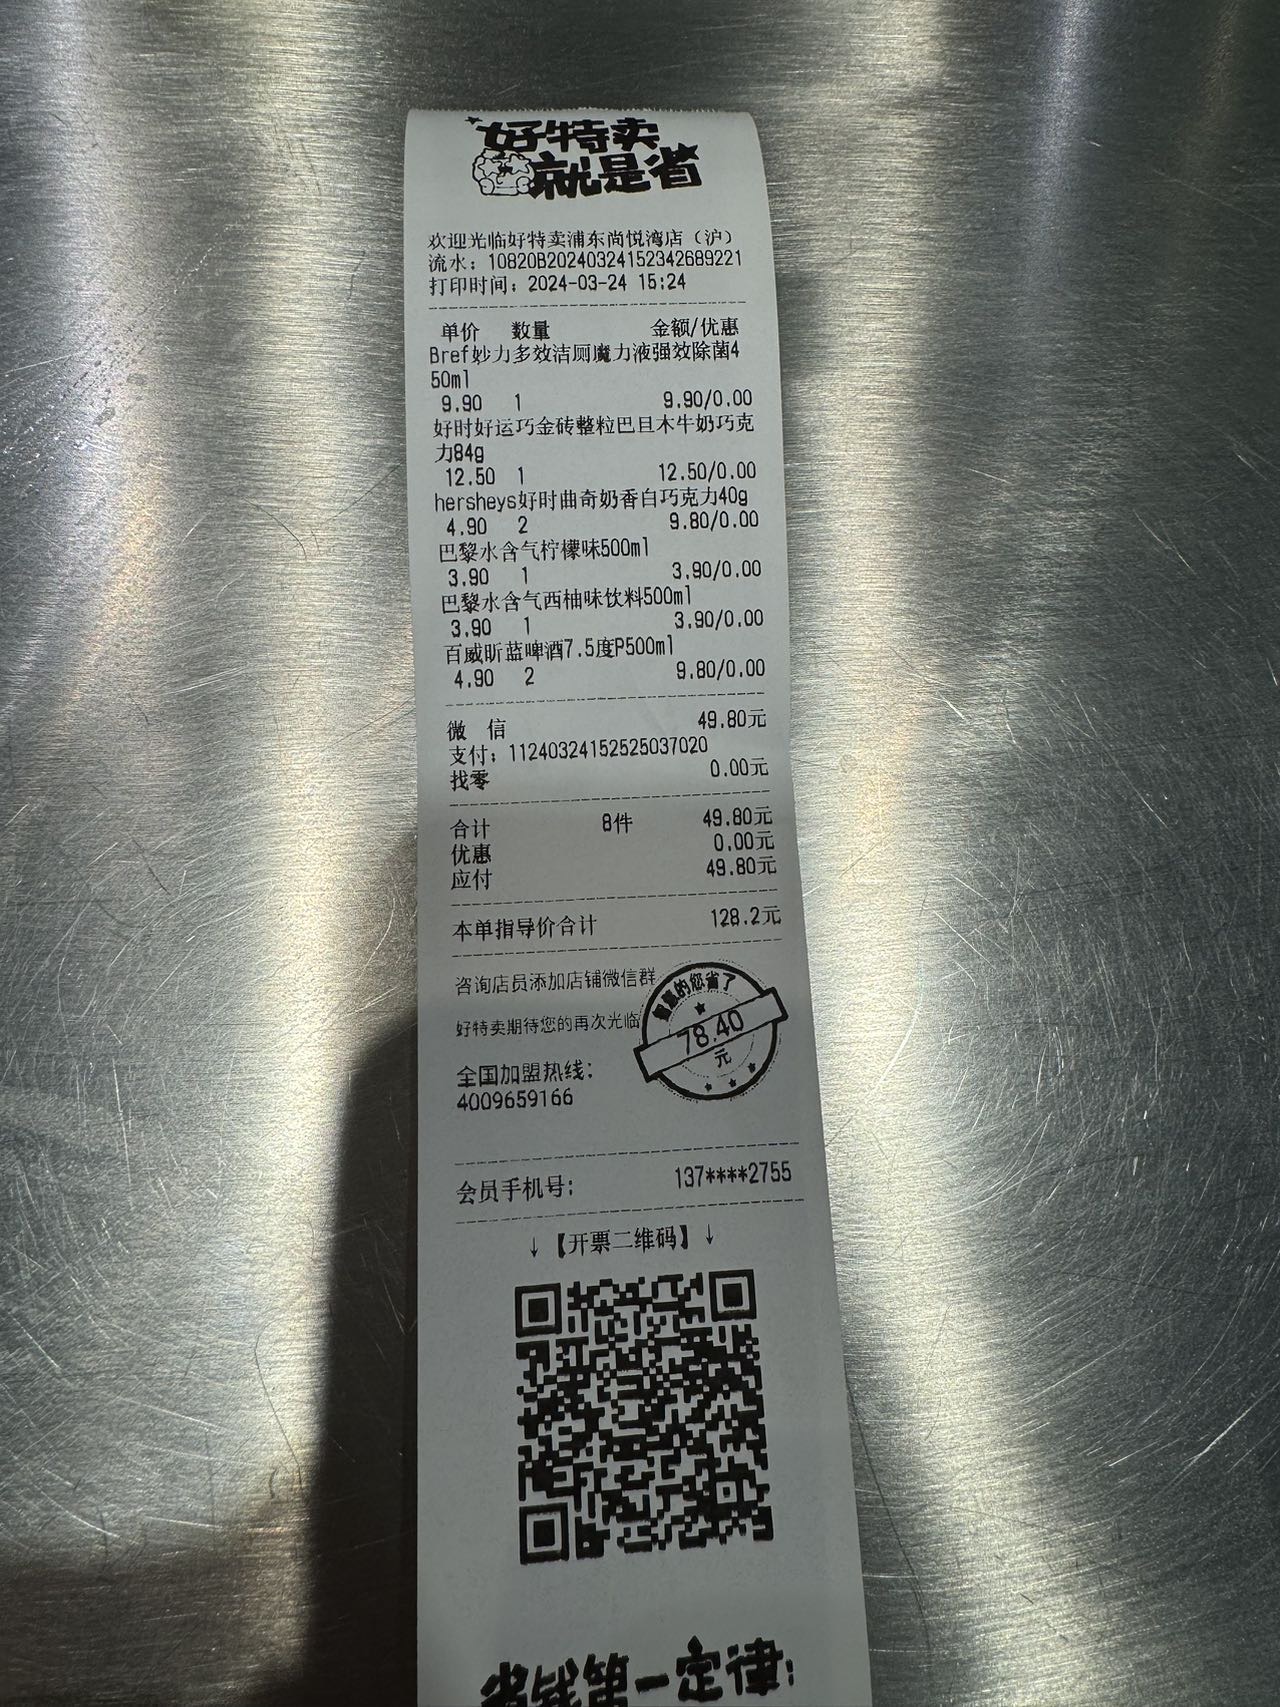 好特卖
就是省
欢迎光临好特卖浦东尚悦湾店（沪）
流水：10820B20240324152342689221
打印时间：2024-03-24 15:24
单价 数量 金额/优惠
Bref妙力多效洁厕魔力液强效除菌4
50ml
9.90 1 9.90/0.00
好时好运巧金砖整粒巴旦木牛奶巧克
力84g
12.50 1 12.50/0.00
hersheys好时曲奇奶香白巧克力40g
4.90 2 9.80/0.00
巴黎水含气柠檬味500ml
3.90 1 3.90/0.00
巴黎水含气西柚味饮料500ml
3.90 1 3.90/0.00
百威昕蓝啤酒7.5度P500ml
4.90 2 9.80/0.00
微 信 49.80元
支付：11240324152525037020
找零 0.00元
合计 8件 49.80元
优惠 0.00元
应付 49.80元
本单指导价合计 128.2元
咨询店员添加店铺微信群
好特卖期待您的再次光临
的您省了
78.40
元
全国加盟热线：
4009659166
会员手机号： 137****2755
↓【开票二维码】↓
省钱第一定律：